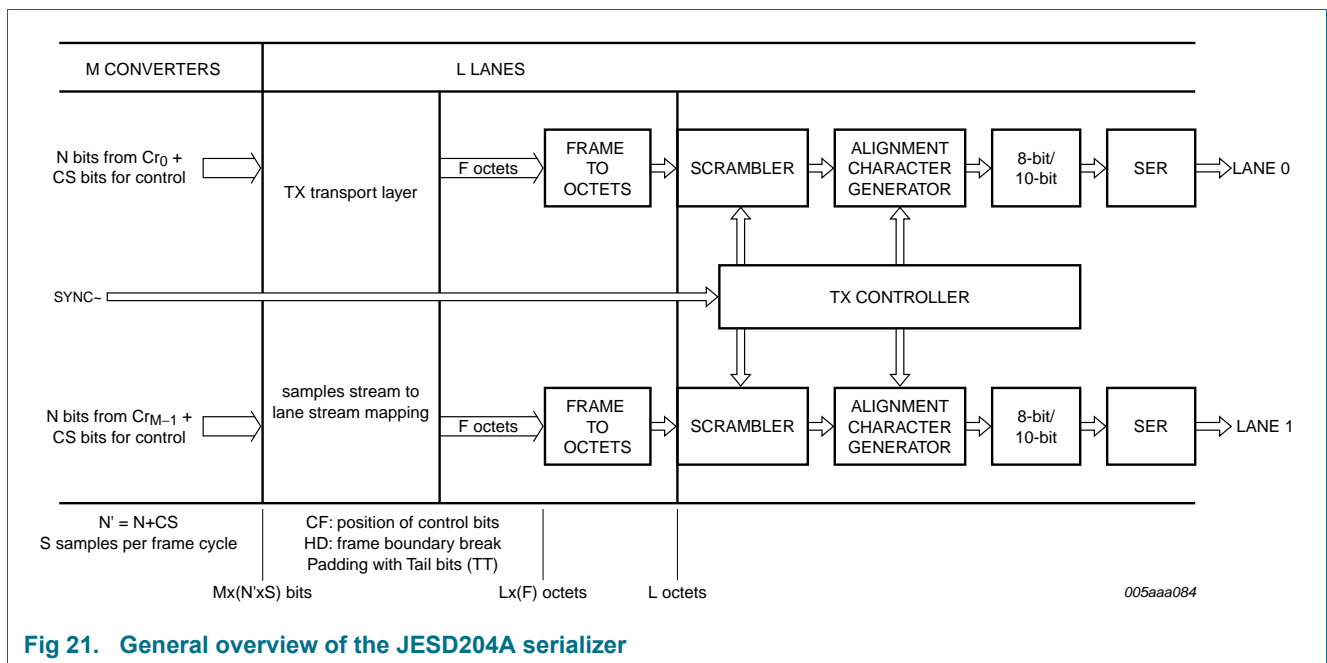 M CONVERTERS
L LANES
N bits from Cr0 +
CS bits for control
TX transport layer
F octets
FRAME
TO
OCTETS
SCRAMBLER
ALIGNMENT
CHARACTER
GENERATOR
8-bit/
10-bit
SER
LANE 0
SYNC~
TX CONTROLLER
N bits from CrM−1 +
CS bits for control
samples stream to
lane stream mapping
F octets
FRAME
TO
OCTETS
SCRAMBLER
ALIGNMENT
CHARACTER
GENERATOR
8-bit/
10-bit
SER
LANE 1
N' = N+CS
S samples per frame cycle
CF: position of control bits
HD: frame boundary break
Padding with Tail bits (TT)
Mx(N'xS) bits
Lx(F) octets
L octets
005aaa084
Fig 21. General overview of the JESD204A serializer